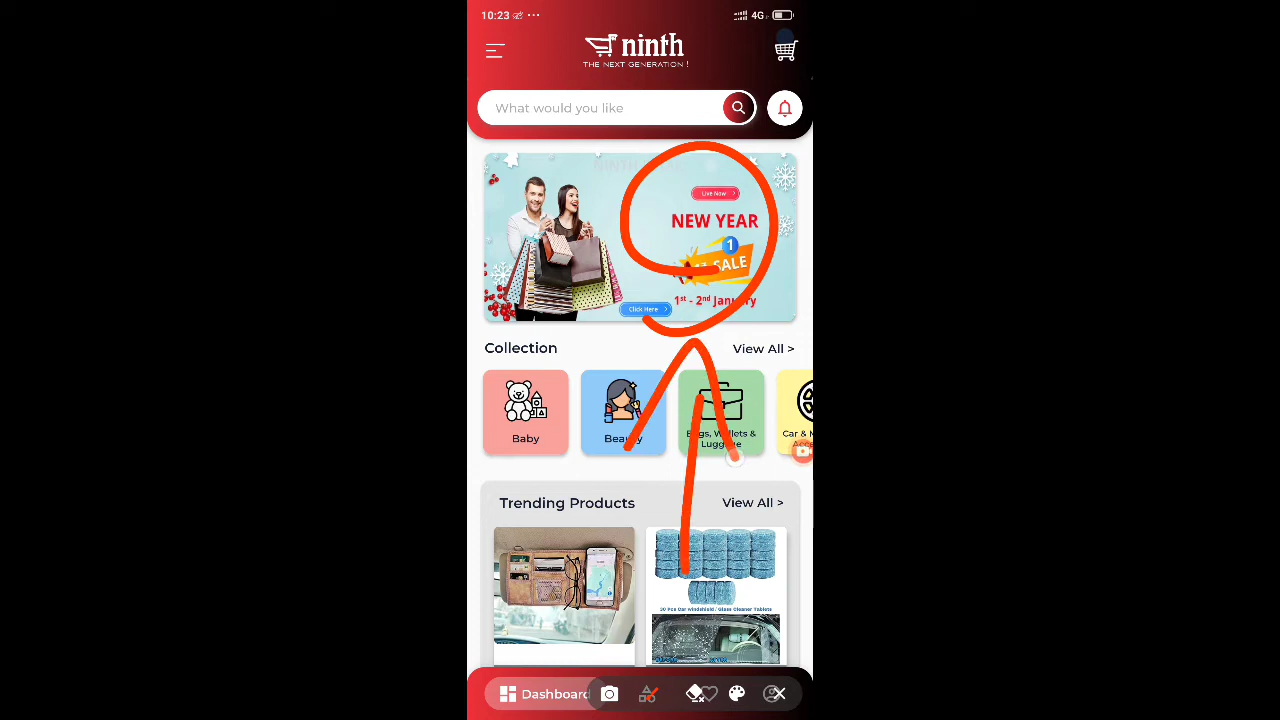 10:23
4G
ninth
THE NEXT GENERATION !
What would you like
Live Now >
NEW YEAR
1
SALE
1st - 2nd January
Click Here >
Collection
View All >
Baby
Beauty
Bags, Wallets &
Luggage
Car & M
Acce
Trending Products
View All >
30 Pcs Car windshield / Glass Cleaner Tablets
Dashboard